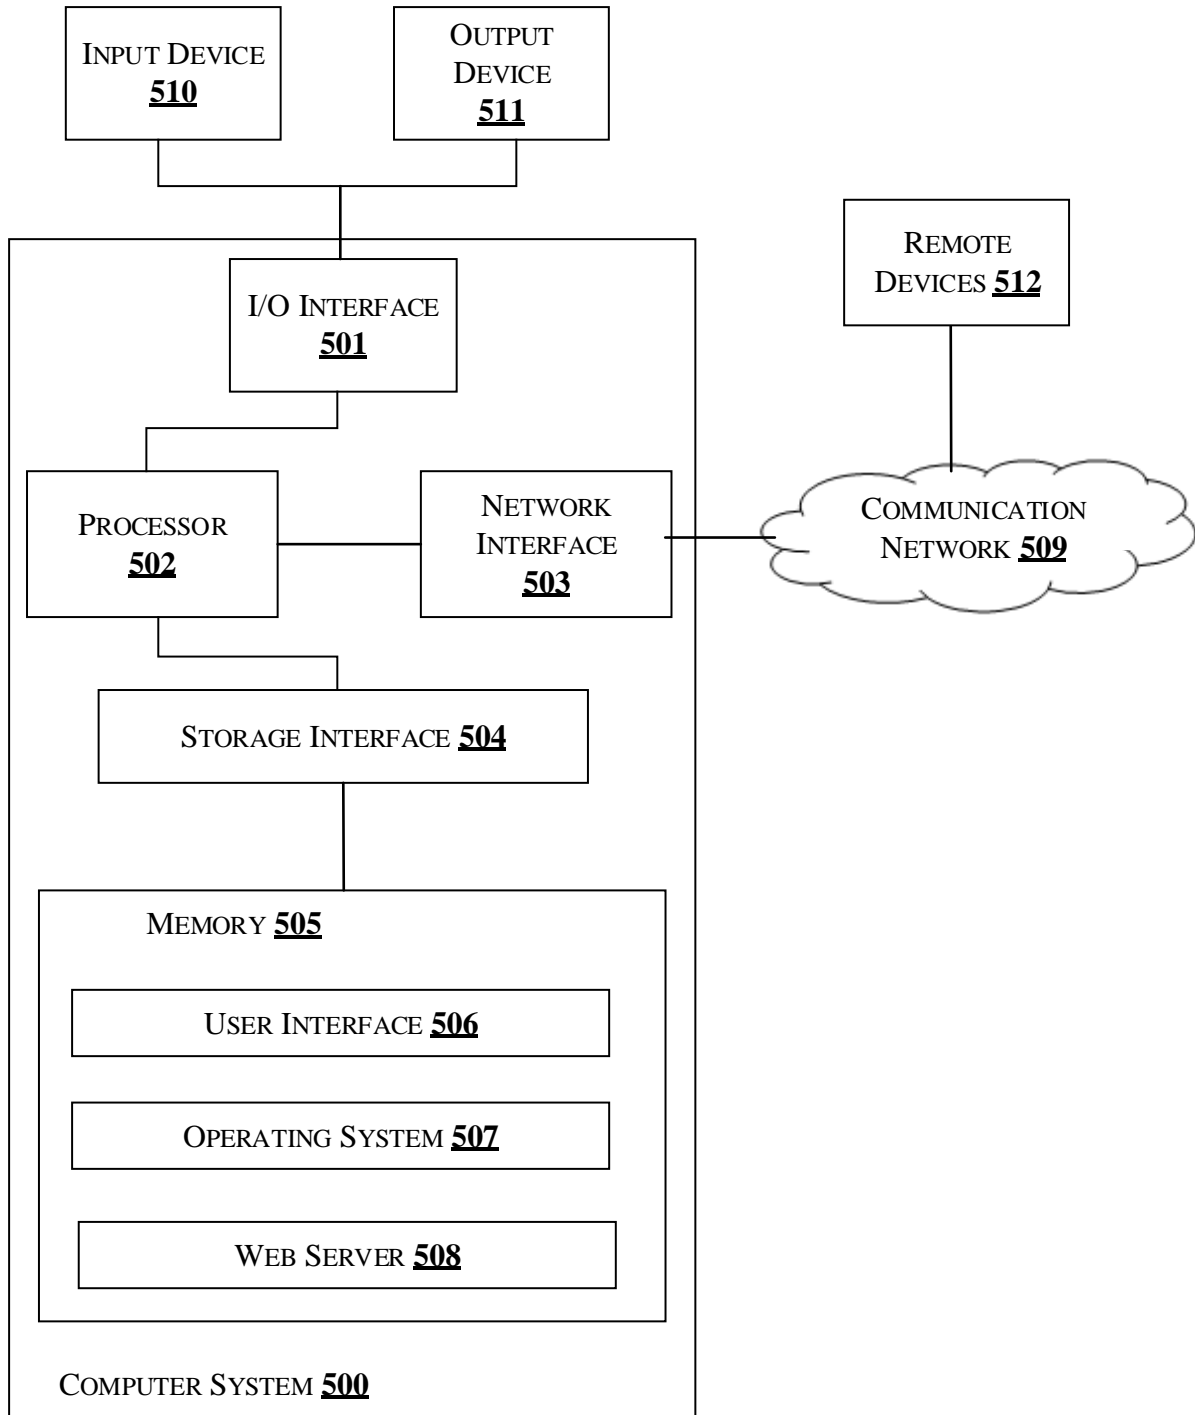 INPUT DEVICE
510
OUTPUT
DEVICE
511
REMOTE
DEVICES 512
I/O INTERFACE
501
PROCESSOR
502
NETWORK
INTERFACE
503
COMMUNICATION
NETWORK 509
STORAGE INTERFACE 504
MEMORY 505
USER INTERFACE 506
OPERATING SYSTEM 507
WEB SERVER 508
COMPUTER SYSTEM 500